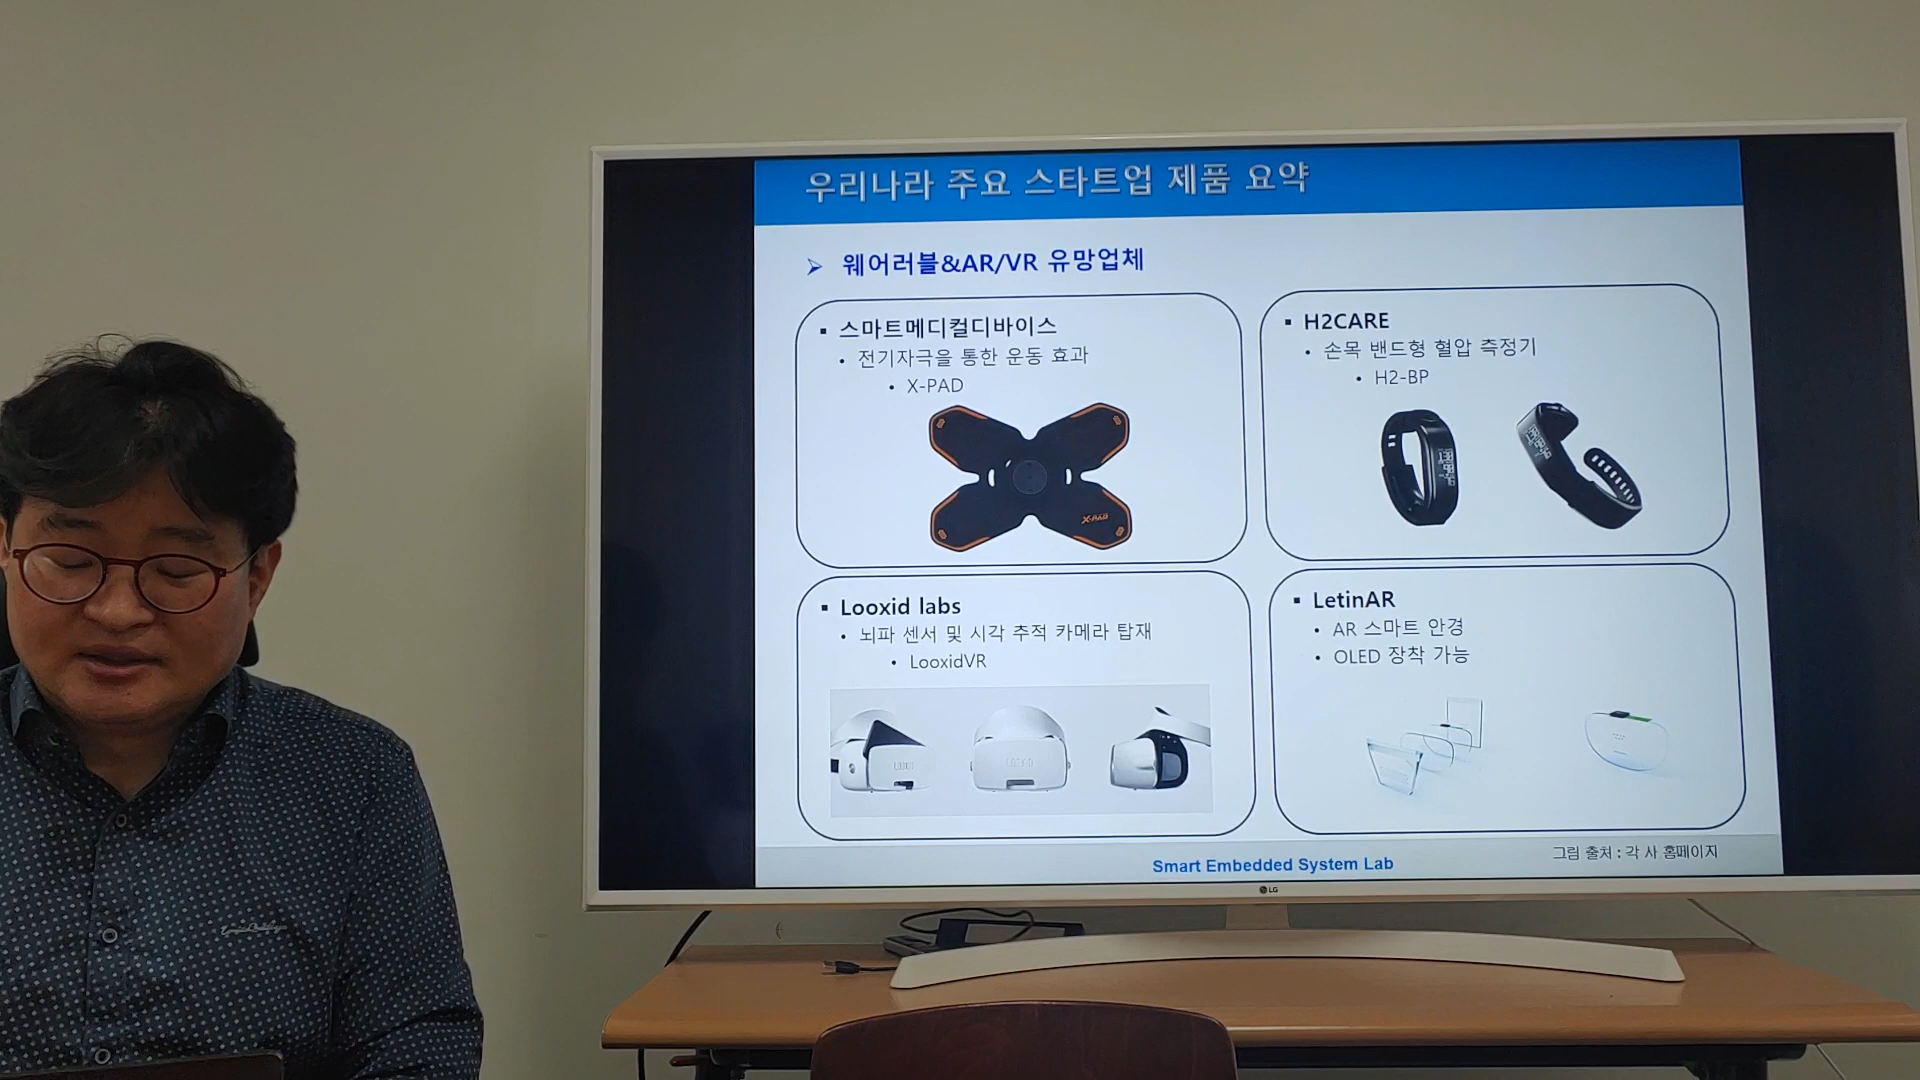 우리나라 주요 스타트업 제품 요약
➢ 웨어러블&AR/VR 유망업체
▪ 스마트메디컬디바이스
• 전기자극을 통한 운동 효과
• X-PAD
X-PAD
▪ H2CARE
• 손목 밴드형 혈압 측정기
• H2-BP
▪ Looxid labs
• 뇌파 센서 및 시각 추적 카메라 탑재
• LooxidVR
▪ LetinAR
• AR 스마트 안경
• OLED 장착 가능
Smart Embedded System Lab
그림 출처 : 각 사 홈페이지
LG